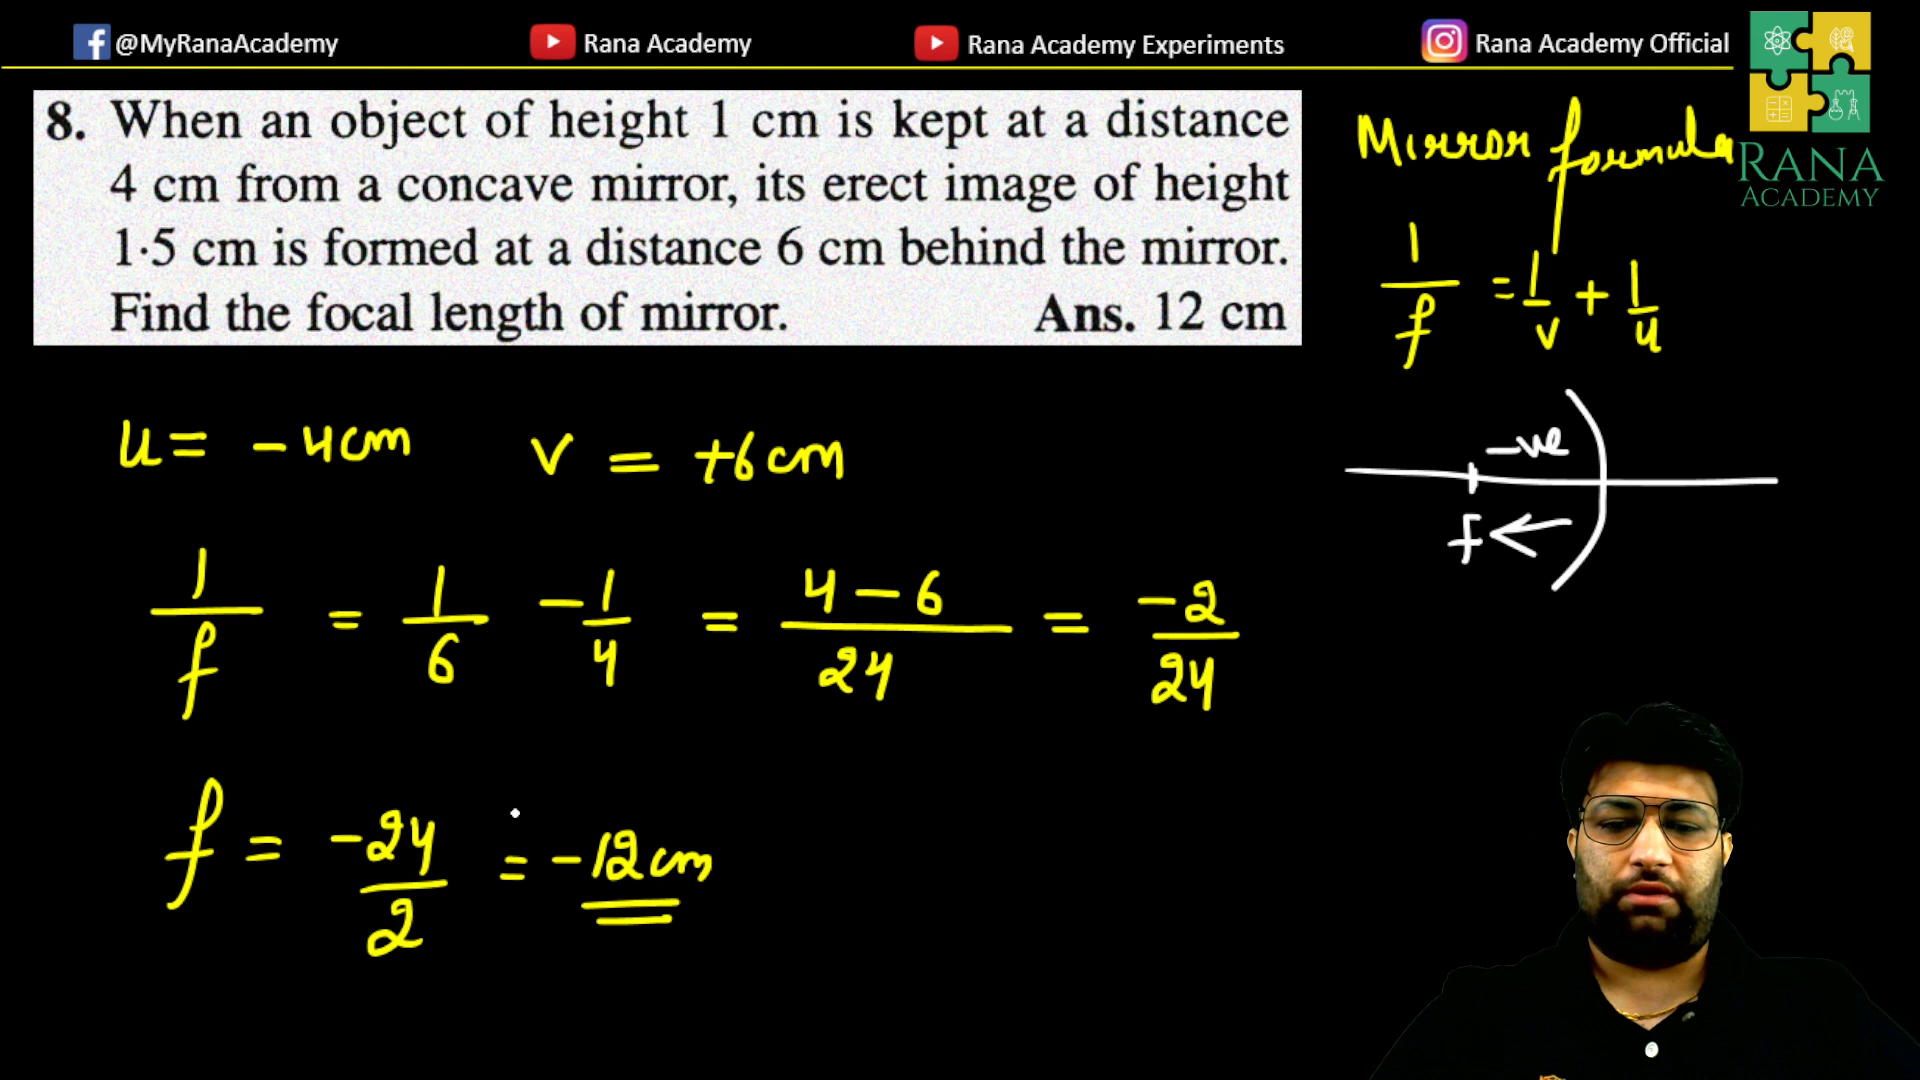 @MyRanaAcademy Rana Academy Rana Academy Experiments Rana Academy Official
RANA
ACADEMY
8. When an object of height 1 cm is kept at a distance
4 cm from a concave mirror, its erect image of height
1·5 cm is formed at a distance 6 cm behind the mirror.
Find the focal length of mirror. Ans. 12 cm
Mirror formula
1/f = 1/v + 1/u
-ve
F
u = -4cm v = +6cm
1/f = 1/6 - 1/4 = 4-6/24 = -2/24
f = -24/2 = -12cm